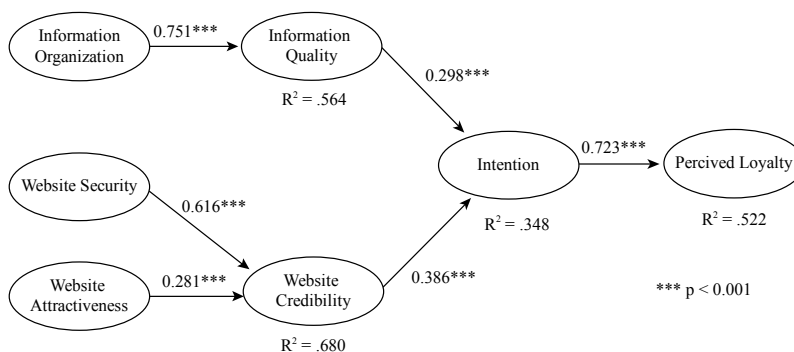 Information
Organization
0.751***
Information
Quality
R² = .564
0.298***
Website Security
0.616***
Website
Attractiveness
0.281***
Website
Credibility
R² = .680
0.386***
Intention
R² = .348
0.723***
Percived Loyalty
R² = .522
*** p < 0.001